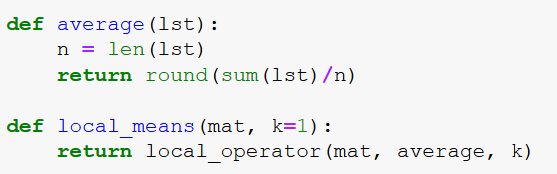 def average(lst):
    n = len(lst)
    return round(sum(lst)/n)

def local_means(mat, k=1):
    return local_operator(mat, average, k)